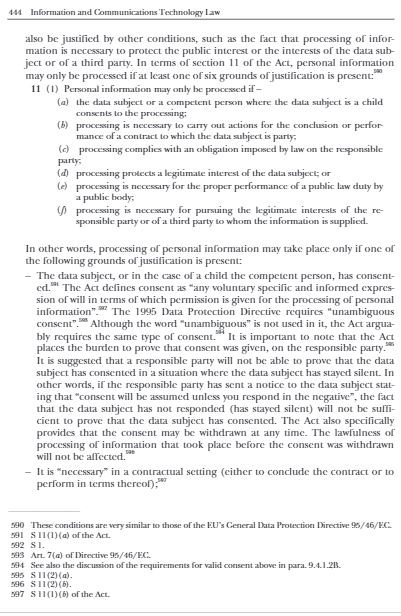 444 Information and Communications Technology Law
also be justified by other conditions, such as the fact that processing of infor-
mation is necessary to protect the public interest or the interests of the data sub-
ject or of a third party. In terms of section 11 of the Act, personal information
may only be processed if at least one of six grounds of justification is present:590
11 (1) Personal information may only be processed if –
(a) the data subject or a competent person where the data subject is a child
consents to the processing;
(b) processing is necessary to carry out actions for the conclusion or perfor-
mance of a contract to which the data subject is party;
(c) processing complies with an obligation imposed by law on the responsible
party;
(d) processing protects a legitimate interest of the data subject; or
(e) processing is necessary for the proper performance of a public law duty by
a public body;
(f) processing is necessary for pursuing the legitimate interests of the re-
sponsible party or of a third party to whom the information is supplied.
In other words, processing of personal information may take place only if one of
the following grounds of justification is present:
– The data subject, or in the case of a child the competent person, has consent-
ed.591 The Act defines consent as “any voluntary specific and informed expres-
sion of will in terms of which permission is given for the processing of personal
information”.592 The 1995 Data Protection Directive requires “unambiguous
consent”.593 Although the word “unambiguous” is not used in it, the Act argua-
bly requires the same type of consent.594 It is important to note that the Act
places the burden to prove that consent was given, on the responsible party.595
It is suggested that a responsible party will not be able to prove that the data
subject has consented in a situation where the data subject has stayed silent. In
other words, if the responsible party has sent a notice to the data subject stat-
ing that “consent will be assumed unless you respond in the negative”, the fact
that the data subject has not responded (has stayed silent) will not be suffi-
cient to prove that the data subject has consented. The Act also specifically
provides that the consent may be withdrawn at any time. The lawfulness of
processing of information that took place before the consent was withdrawn
will not be affected.596
– It is “necessary” in a contractual setting (either to conclude the contract or to
perform in terms thereof);597
590 These conditions are very similar to those of the EU’s General Data Protection Directive 95/46/EC.
591 S 11(1)(a) of the Act.
592 S 1.
593 Art. 7(a) of Directive 95/46/EC.
594 See also the discussion of the requirements for valid consent above in para. 9.4.1.2B.
595 S 11(2)(a).
596 S 11(2)(b).
597 S 11(1)(b) of the Act.